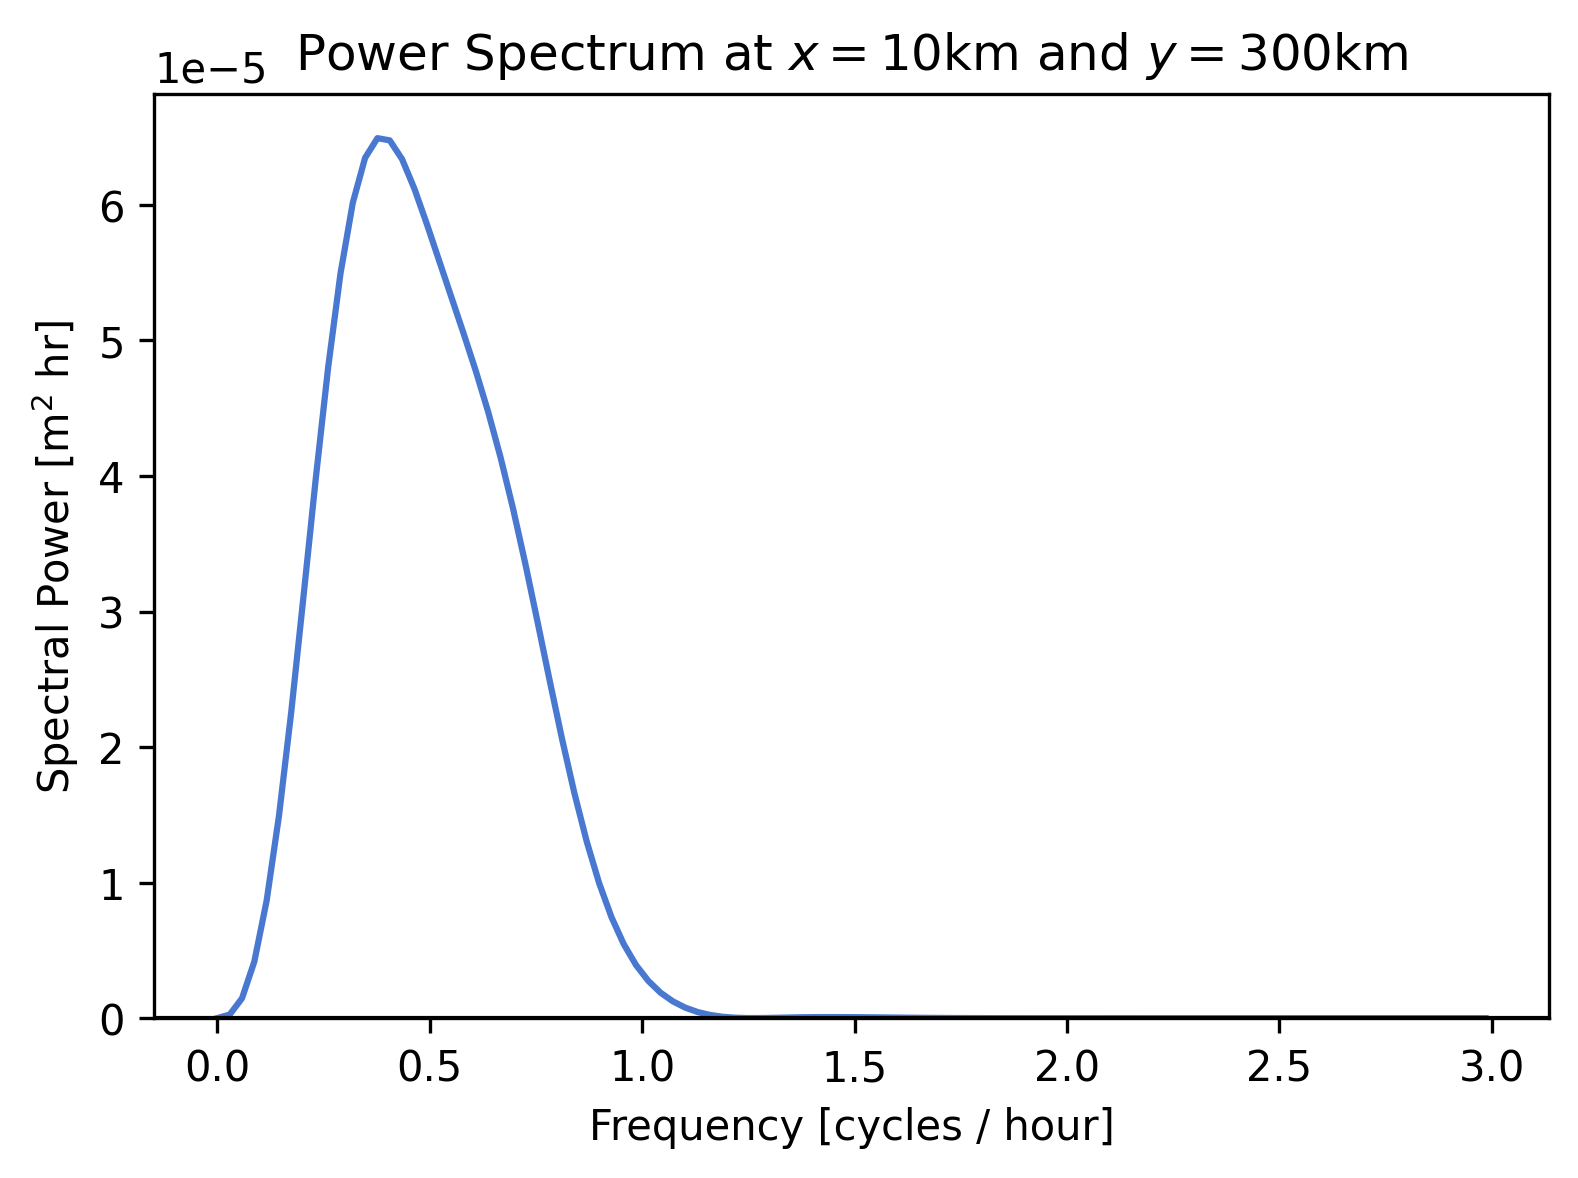 1e−5
Power Spectrum at x = 10km and y = 300km
Spectral Power [m² hr]
6
5
4
3
2
1
0
0.0 0.5 1.0 1.5 2.0 2.5 3.0
Frequency [cycles / hour]